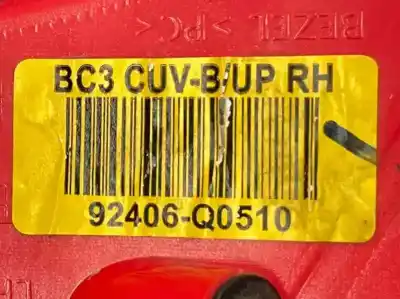 BEZEL >PC<
BC3 CUV-B/UP RH
92406-Q0510